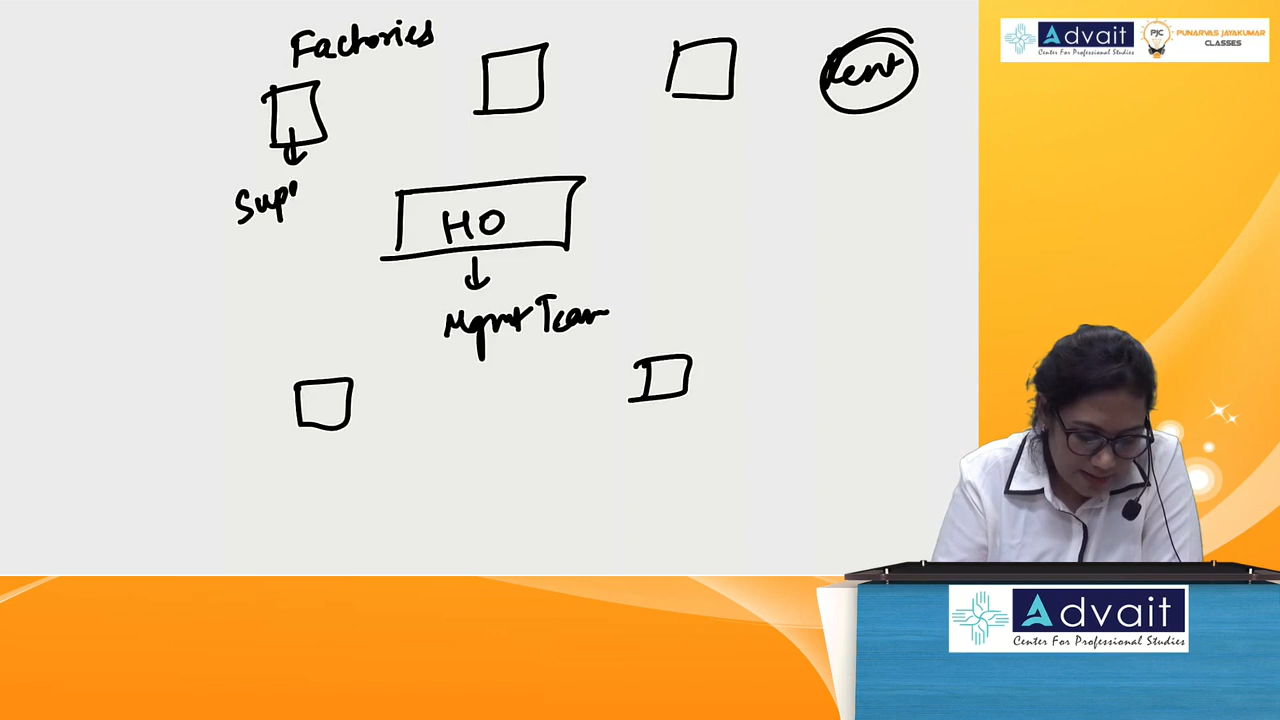 Factories
Rent
Sup'
HO
Mgmt Team
Advait
Center For Professional Studies
PJC
PUNARVAS JAYAKUMAR
CLASSES
Advait
Center For Professional Studies